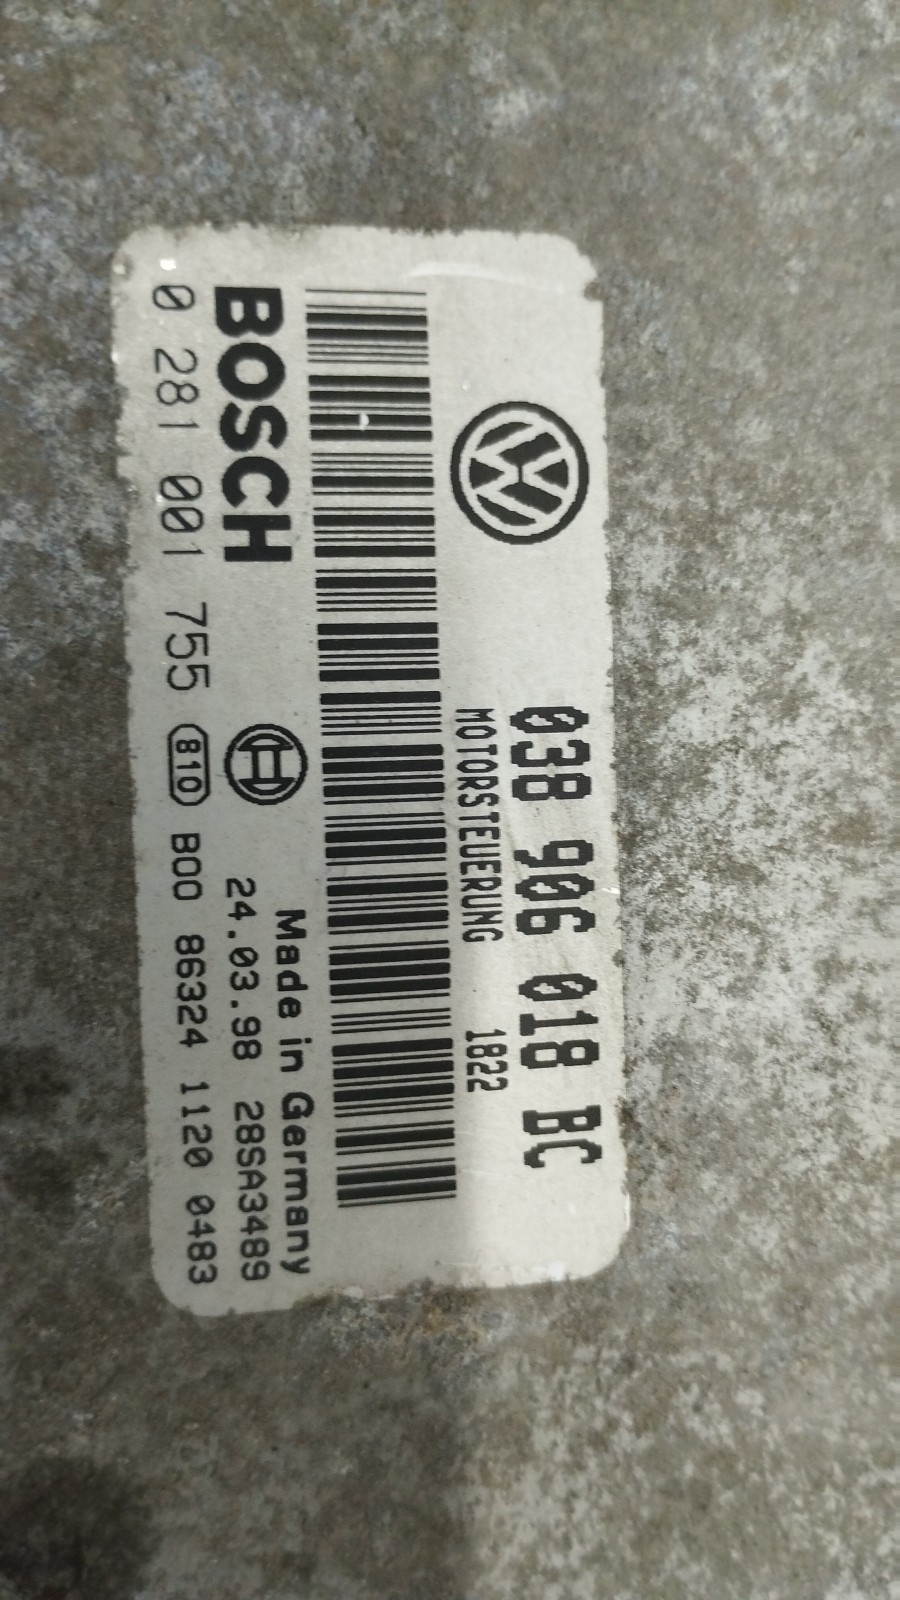 038 906 018 BC
MOTORSTEUERUNG 1822
BOSCH
Made in Germany
24.03.98 28SA3489
0 281 001 755 810 B00 86324 1120 0483